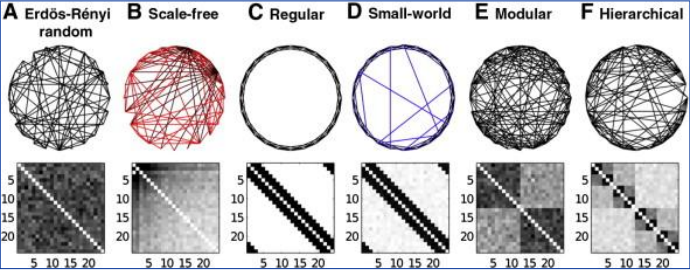 A Erdös-Rényi random
B Scale-free
C Regular
D Small-world
E Modular
F Hierarchical
5
10
15
20
5 10 15 20
5
10
15
20
5 10 15 20
5
10
15
20
5 10 15 20
5
10
15
20
5 10 15 20
5
10
15
20
5 10 15 20
5
10
15
20
5 10 15 20